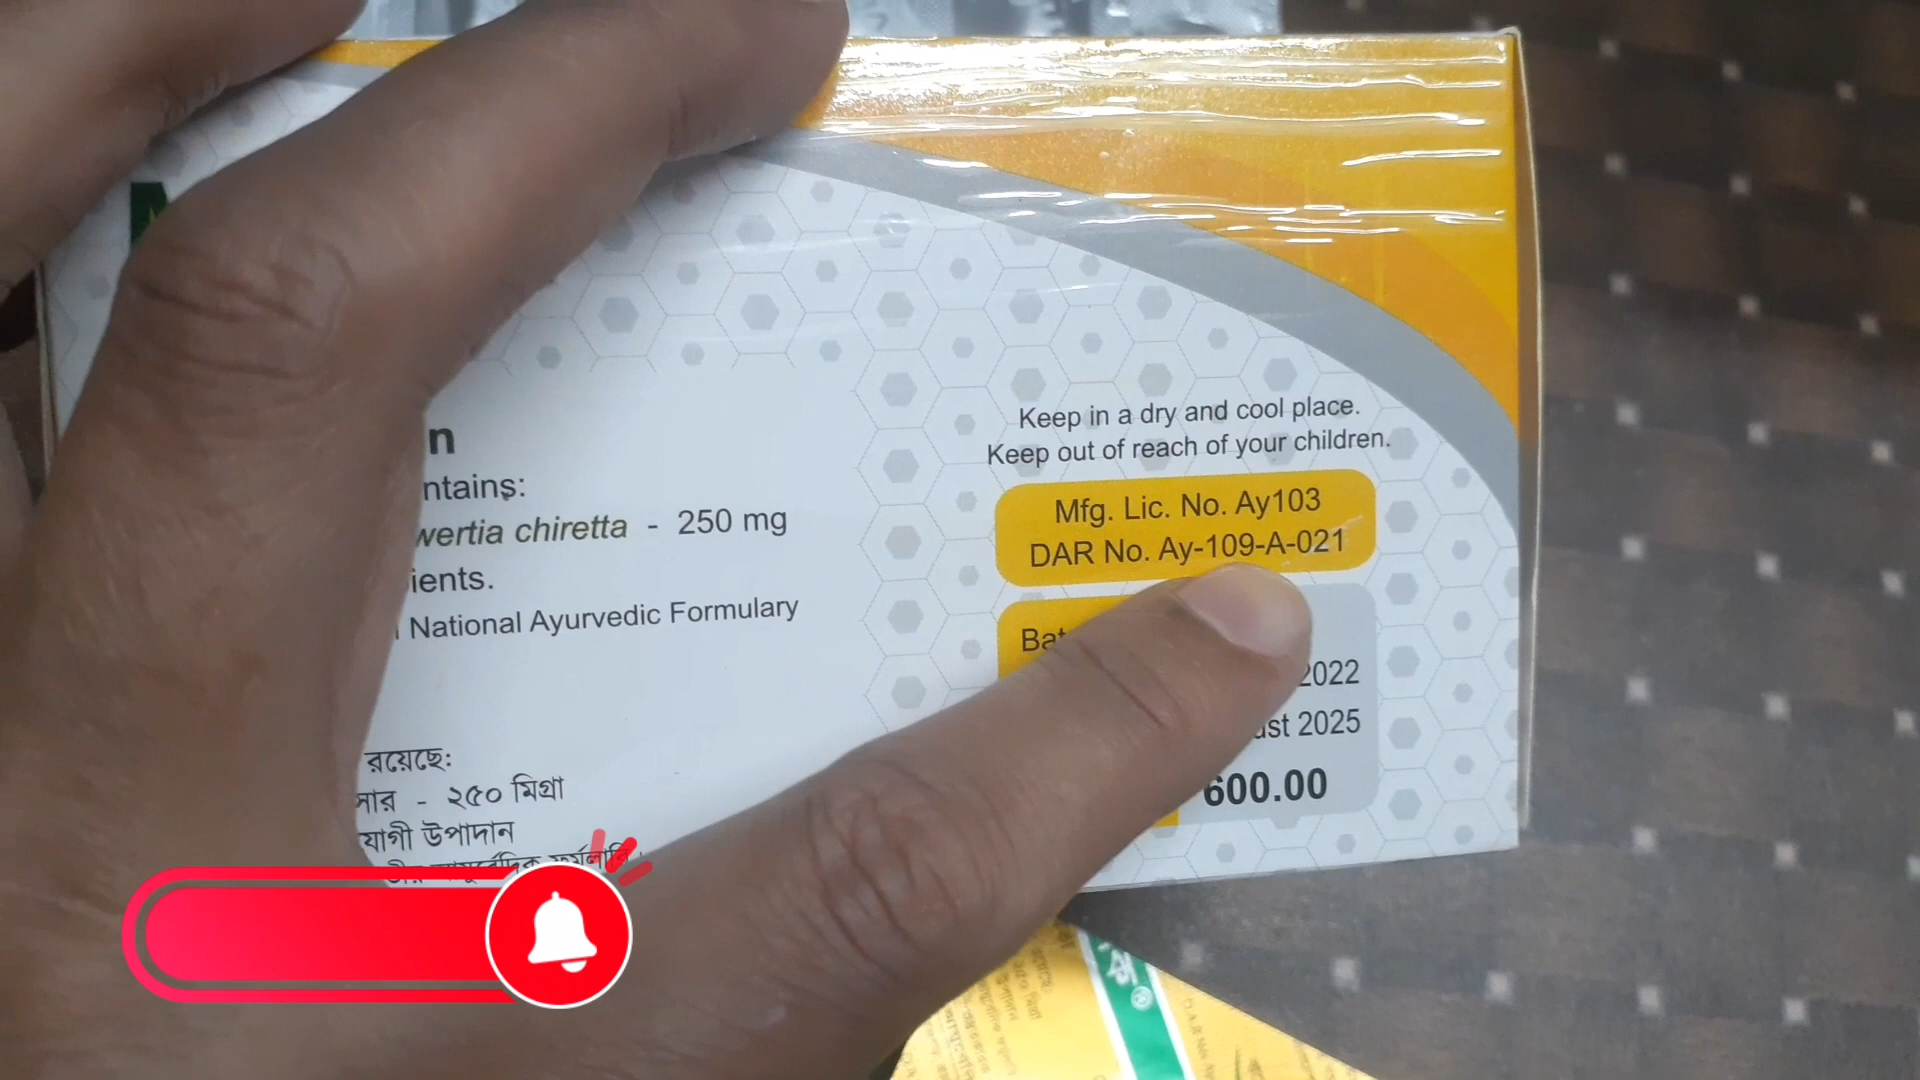 n
ntains:
wertia chiretta - 250 mg
ients.
National Ayurvedic Formulary
রয়েছে:
সার - ২৫০ মিগ্রা
যোগী উপাদান
Keep in a dry and cool place.
Keep out of reach of your children.
Mfg. Lic. No. Ay103
DAR No. Ay-109-A-021
Bat
2022
ust 2025
600.00